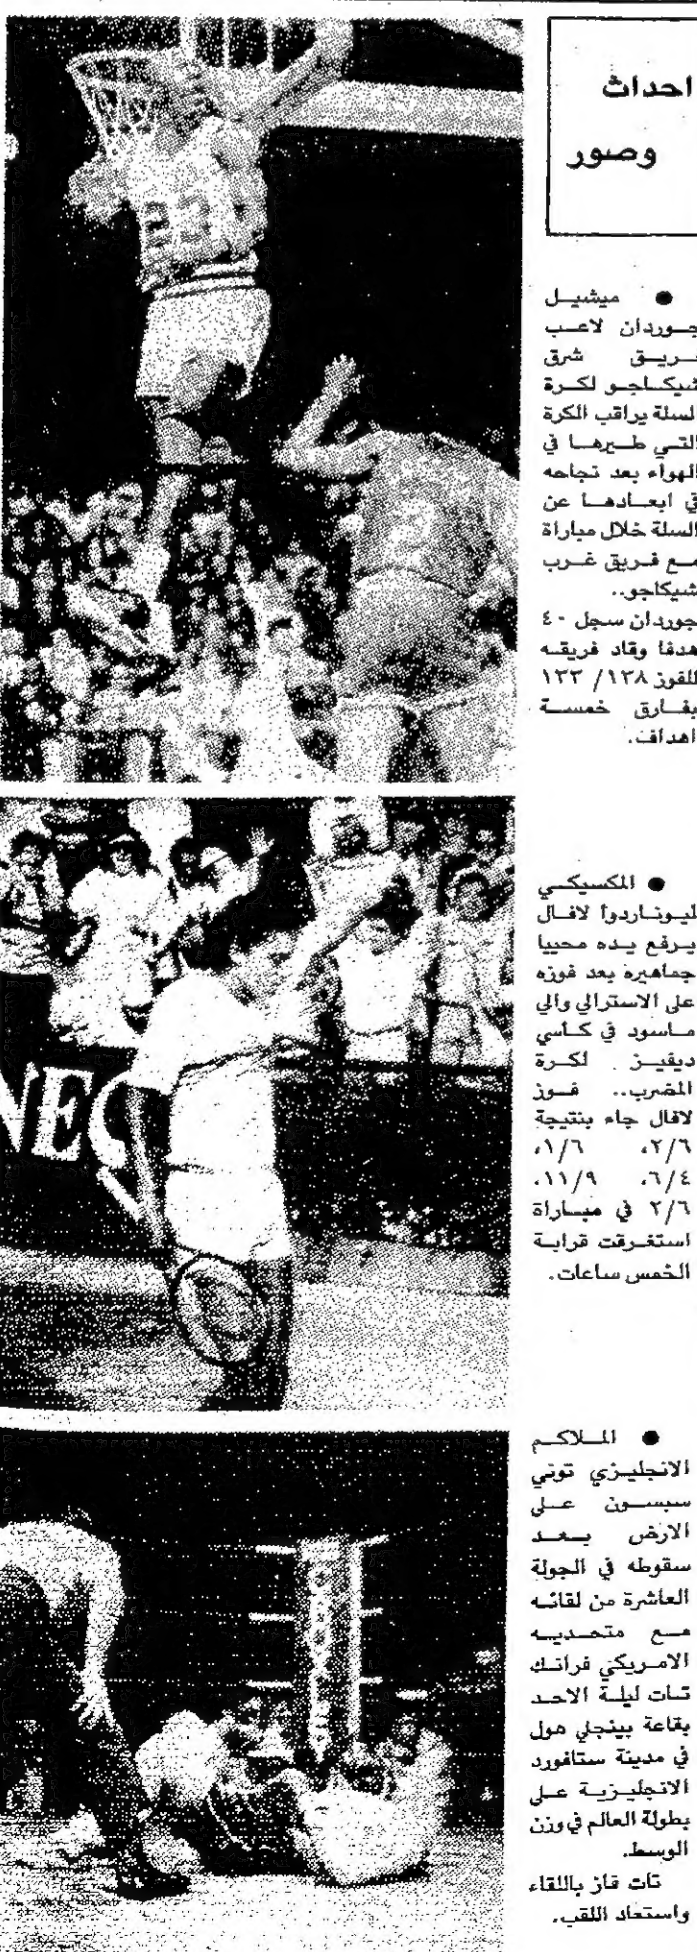 احداث
وصور
● ميشيل
جوردان لاعب
فريق شرق
شيكاجو لكرة
السلة يراقب الكرة
التي طيرها في
الهواء بعد نجاحه
في ابعادها عن
السلة خلال مباراة
مع فريق غرب
شيكاجو..
جوردان سجل ٤٠
هدفا وقاد فريقه
للفوز ١٣٨/ ١٣٣
بفارق خمسة
اهداف.
● المكسيكي
ليوناردوا لافال
يرفع يده محييا
جماهيره بعد فوزه
على الاسترالي والي
ماسود في كأسي
ديفيز لكرة
المضرب.. فوز
لافال جاء بنتيجة
٢/٦، ١/٦،
٦/٤، ١١/٩،
٢/٦ في مباراة
استغرقت قرابة
الخمس ساعات.
NEC
● الملاكم
الانجليزي توني
سبسون على
الارض بعد
سقوطه في الجولة
العاشرة من لقائه
مع متحديه
الامريكي فرانك
تات ليلة الاحد
بقاعة بينجلي هول
في مدينة ستافورد
الانجليزية على
بطولة العالم في وزن
الوسط.
تات فاز باللقاء
واستعاد اللقب.